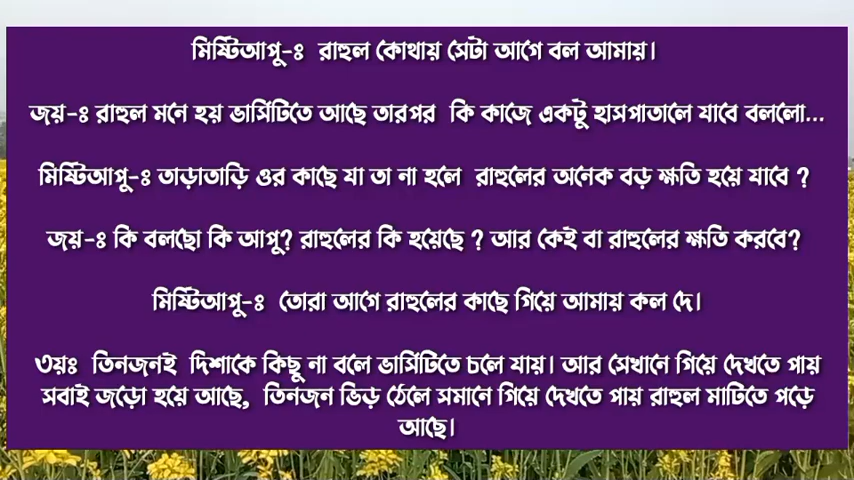 মিষ্টিআপু-ঃ রাহুল কোথায় সেটা আগে বল আমায়।
জয়-ঃ রাহুল মনে হয় ভার্সিটিতে আছে তারপর কি কাজে একটু হাসপাতালে যাবে বললো...
মিষ্টিআপু-ঃ তাড়াতাড়ি ওর কাছে যা তা না হলে রাহুলের অনেক বড় ক্ষতি হয়ে যাবে ?
জয়-ঃ কি বলছো কি আপু? রাহুলের কি হয়েছে ? আর কেই বা রাহুলের ক্ষতি করবে?
মিষ্টিআপু-ঃ তোরা আগে রাহুলের কাছে গিয়ে আমায় কল দে।
৩য়ঃ তিনজনই দিশাকে কিছু না বলে ভার্সিটিতে চলে যায়। আর সেখানে গিয়ে দেখতে পায়
সবাই জড়ো হয়ে আছে, তিনজন ভিড় ঠেলে সমানে গিয়ে দেখতে পায় রাহুল মাটিতে পড়ে
আছে।